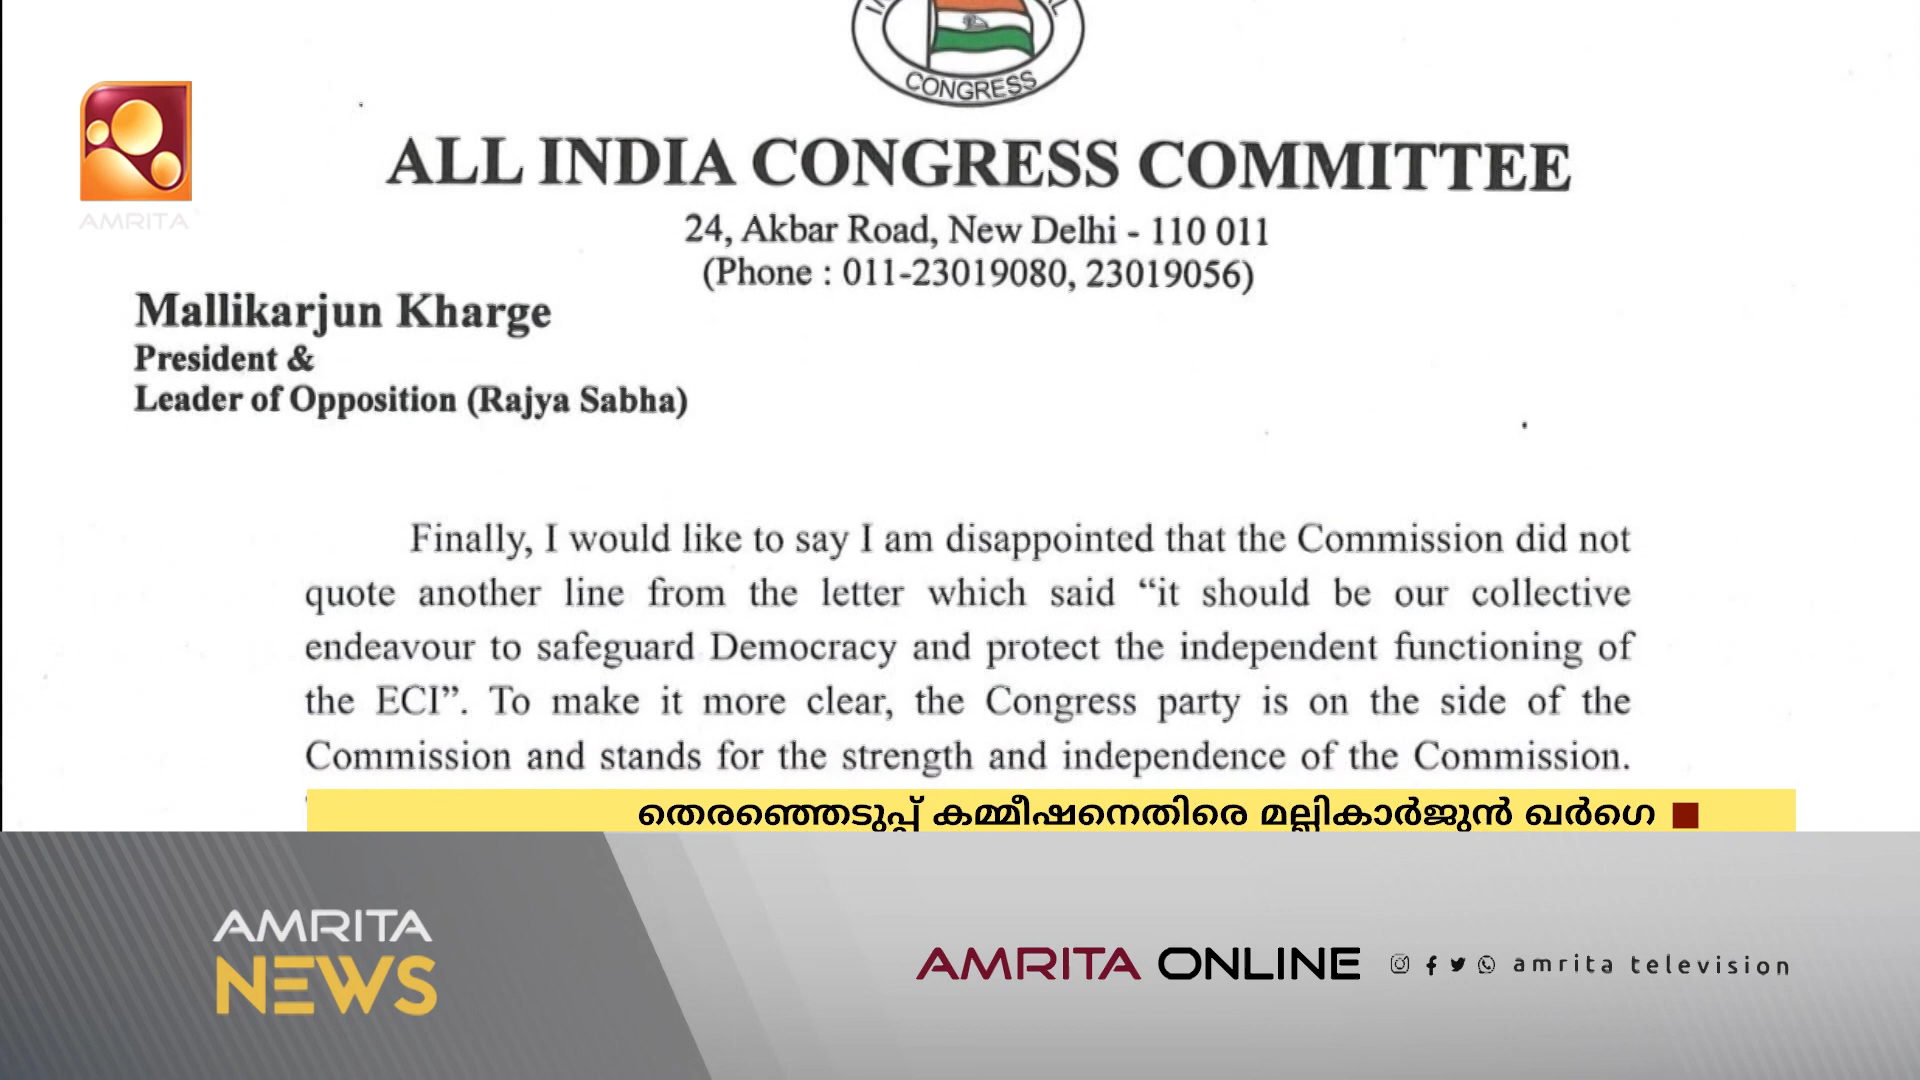 CONGRESS
AMRITA
ALL INDIA CONGRESS COMMITTEE
24, Akbar Road, New Delhi - 110 011
(Phone : 011-23019080, 23019056)
Mallikarjun Kharge
President &
Leader of Opposition (Rajya Sabha)
Finally, I would like to say I am disappointed that the Commission did not
quote another line from the letter which said “it should be our collective
endeavour to safeguard Democracy and protect the independent functioning of
the ECI”. To make it more clear, the Congress party is on the side of the
Commission and stands for the strength and independence of the Commission.
തെരഞ്ഞെടുപ്പ് കമ്മീഷനെതിരെ മല്ലികാർജുൻ ഖർഗെ
AMRITA
NEWS
AMRITA ONLINE amrita television